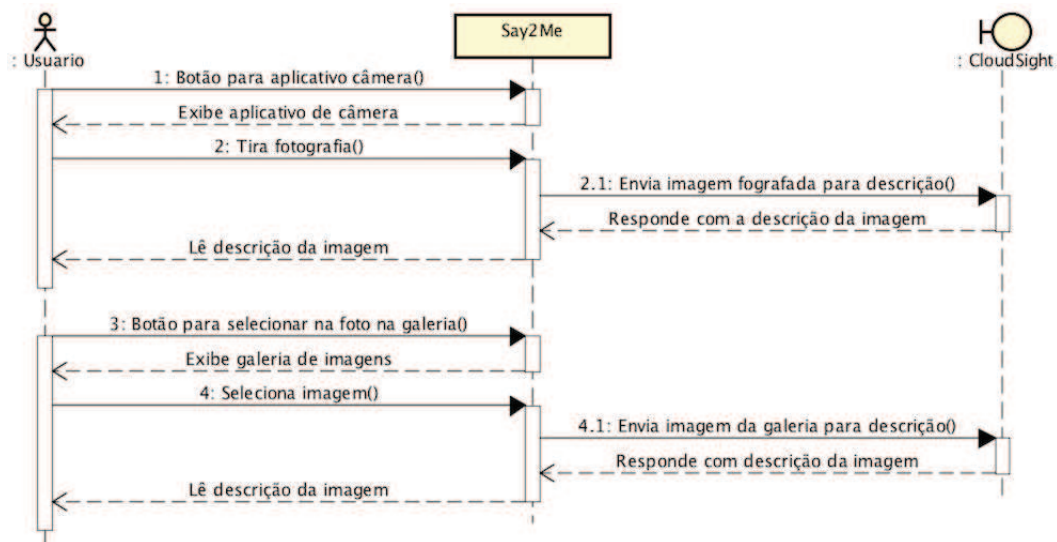 Say2Me
: Usuario
: CloudSight
1: Botão para aplicativo câmera()
Exibe aplicativo de câmera
2: Tira fotografia()
2.1: Envia imagem fografada para descrição()
Responde com a descrição da imagem
Lê descrição da imagem
3: Botão para selecionar na foto na galeria()
Exibe galeria de imagens
4: Seleciona imagem()
4.1: Envia imagem da galeria para descrição()
Responde com descrição da imagem
Lê descrição da imagem